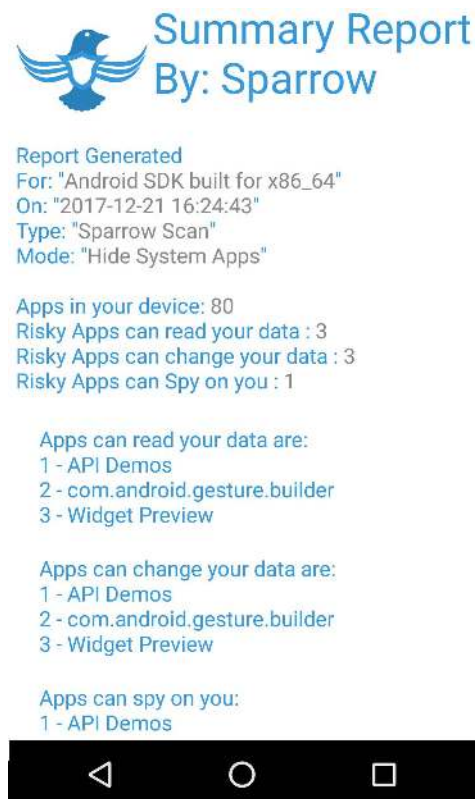 Summary Report
By: Sparrow
Report Generated
For: "Android SDK built for x86_64"
On: "2017-12-21 16:24:43"
Type: "Sparrow Scan"
Mode: "Hide System Apps"
Apps in your device: 80
Risky Apps can read your data : 3
Risky Apps can change your data : 3
Risky Apps can Spy on you : 1
Apps can read your data are:
1 - API Demos
2 - com.android.gesture.builder
3 - Widget Preview
Apps can change your data are:
1 - API Demos
2 - com.android.gesture.builder
3 - Widget Preview
Apps can spy on you:
1 - API Demos